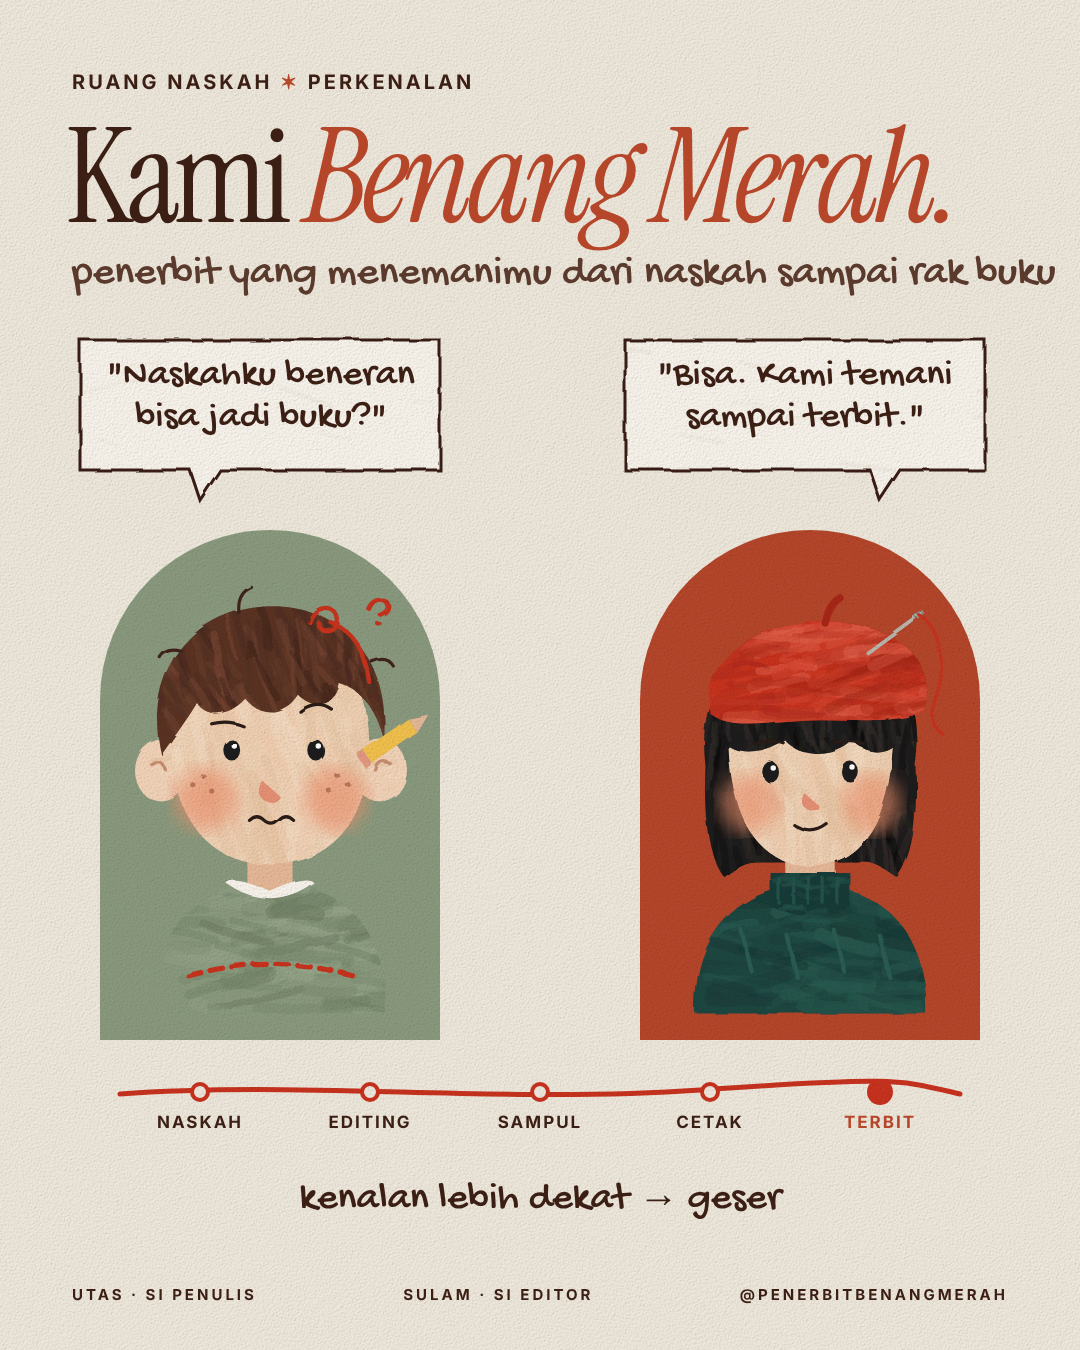 RUANG NASKAH ✶ PERKENALAN
Kami Benang Merah.
penerbit yang menemanimu dari naskah sampai rak buku
"Naskahku beneran
bisa jadi buku?"
"Bisa. Kami temani
sampai terbit."
?
NASKAH
EDITING
SAMPUL
CETAK
TERBIT
kenalan lebih dekat → geser
UTAS · SI PENULIS
SULAM · SI EDITOR
@PENERBITBENANGMERAH